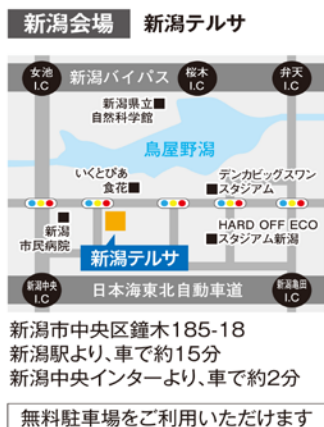 新潟会場 新潟テルサ
女池
I.C
新潟バイパス
桜木
I.C
弁天
I.C
新潟県立■
自然科学館
鳥屋野潟
いくとぴあ
食花■
デンカビッグスワン
■スタジアム
■
新潟
市民病院
HARD OFF ECO
■スタジアム新潟
新潟テルサ
新潟中央
I.C
日本海東北自動車道
新潟亀田
I.C
新潟市中央区鐘木185-18
新潟駅より、車で約15分
新潟中央インターより、車で約2分
無料駐車場をご利用いただけます